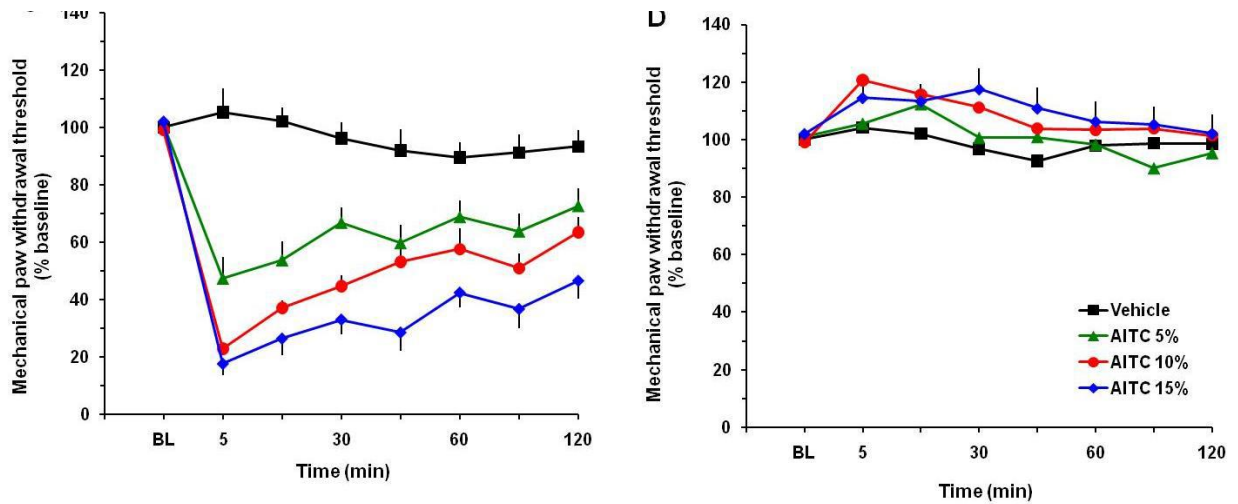 D
140
120
100
80
60
40
20
0
BL 5 30 60 120
Time (min)
Mechanical paw withdrawal threshold
(% baseline)
140
120
100
80
60
40
20
0
BL 5 30 60 120
Time (min)
Mechanical paw withdrawal threshold
(% baseline)
Vehicle
AITC 5%
AITC 10%
AITC 15%